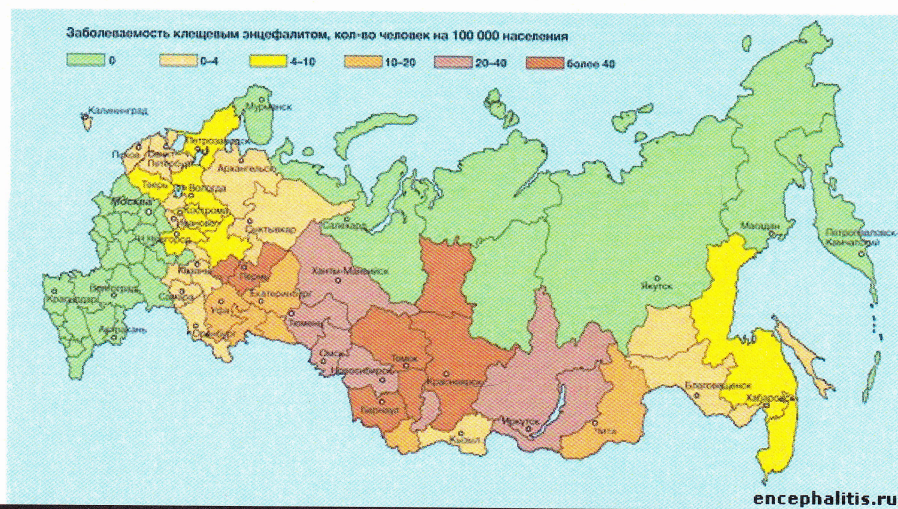 Заболеваемость клещевым энцефалитом, кол-во человек на 100 000 населения
0 0–4 4–10 10–20 20–40 более 40
Калининград
Мурманск
Петрозаводск
Псков Санкт-
Петербург
Архангельск
Тверь
Вологда
Москва
Кострома
Иваново
Сыктывкар
Салехард
Магадан
Петропавловск-
Камчатский
Н.Новгород
Казань
Пермь
Ханты-Мансийск
Якутск
Краснодар
Волгоград
Самара
Екатеринбург
Уфа
Астрахань
Оренбург
Тюмень
Омск
Томск
Новосибирск
Красноярск
Благовещенск
Хабаровск
Барнаул
Иркутск
Чита
Кызыл
encephalitis.ru